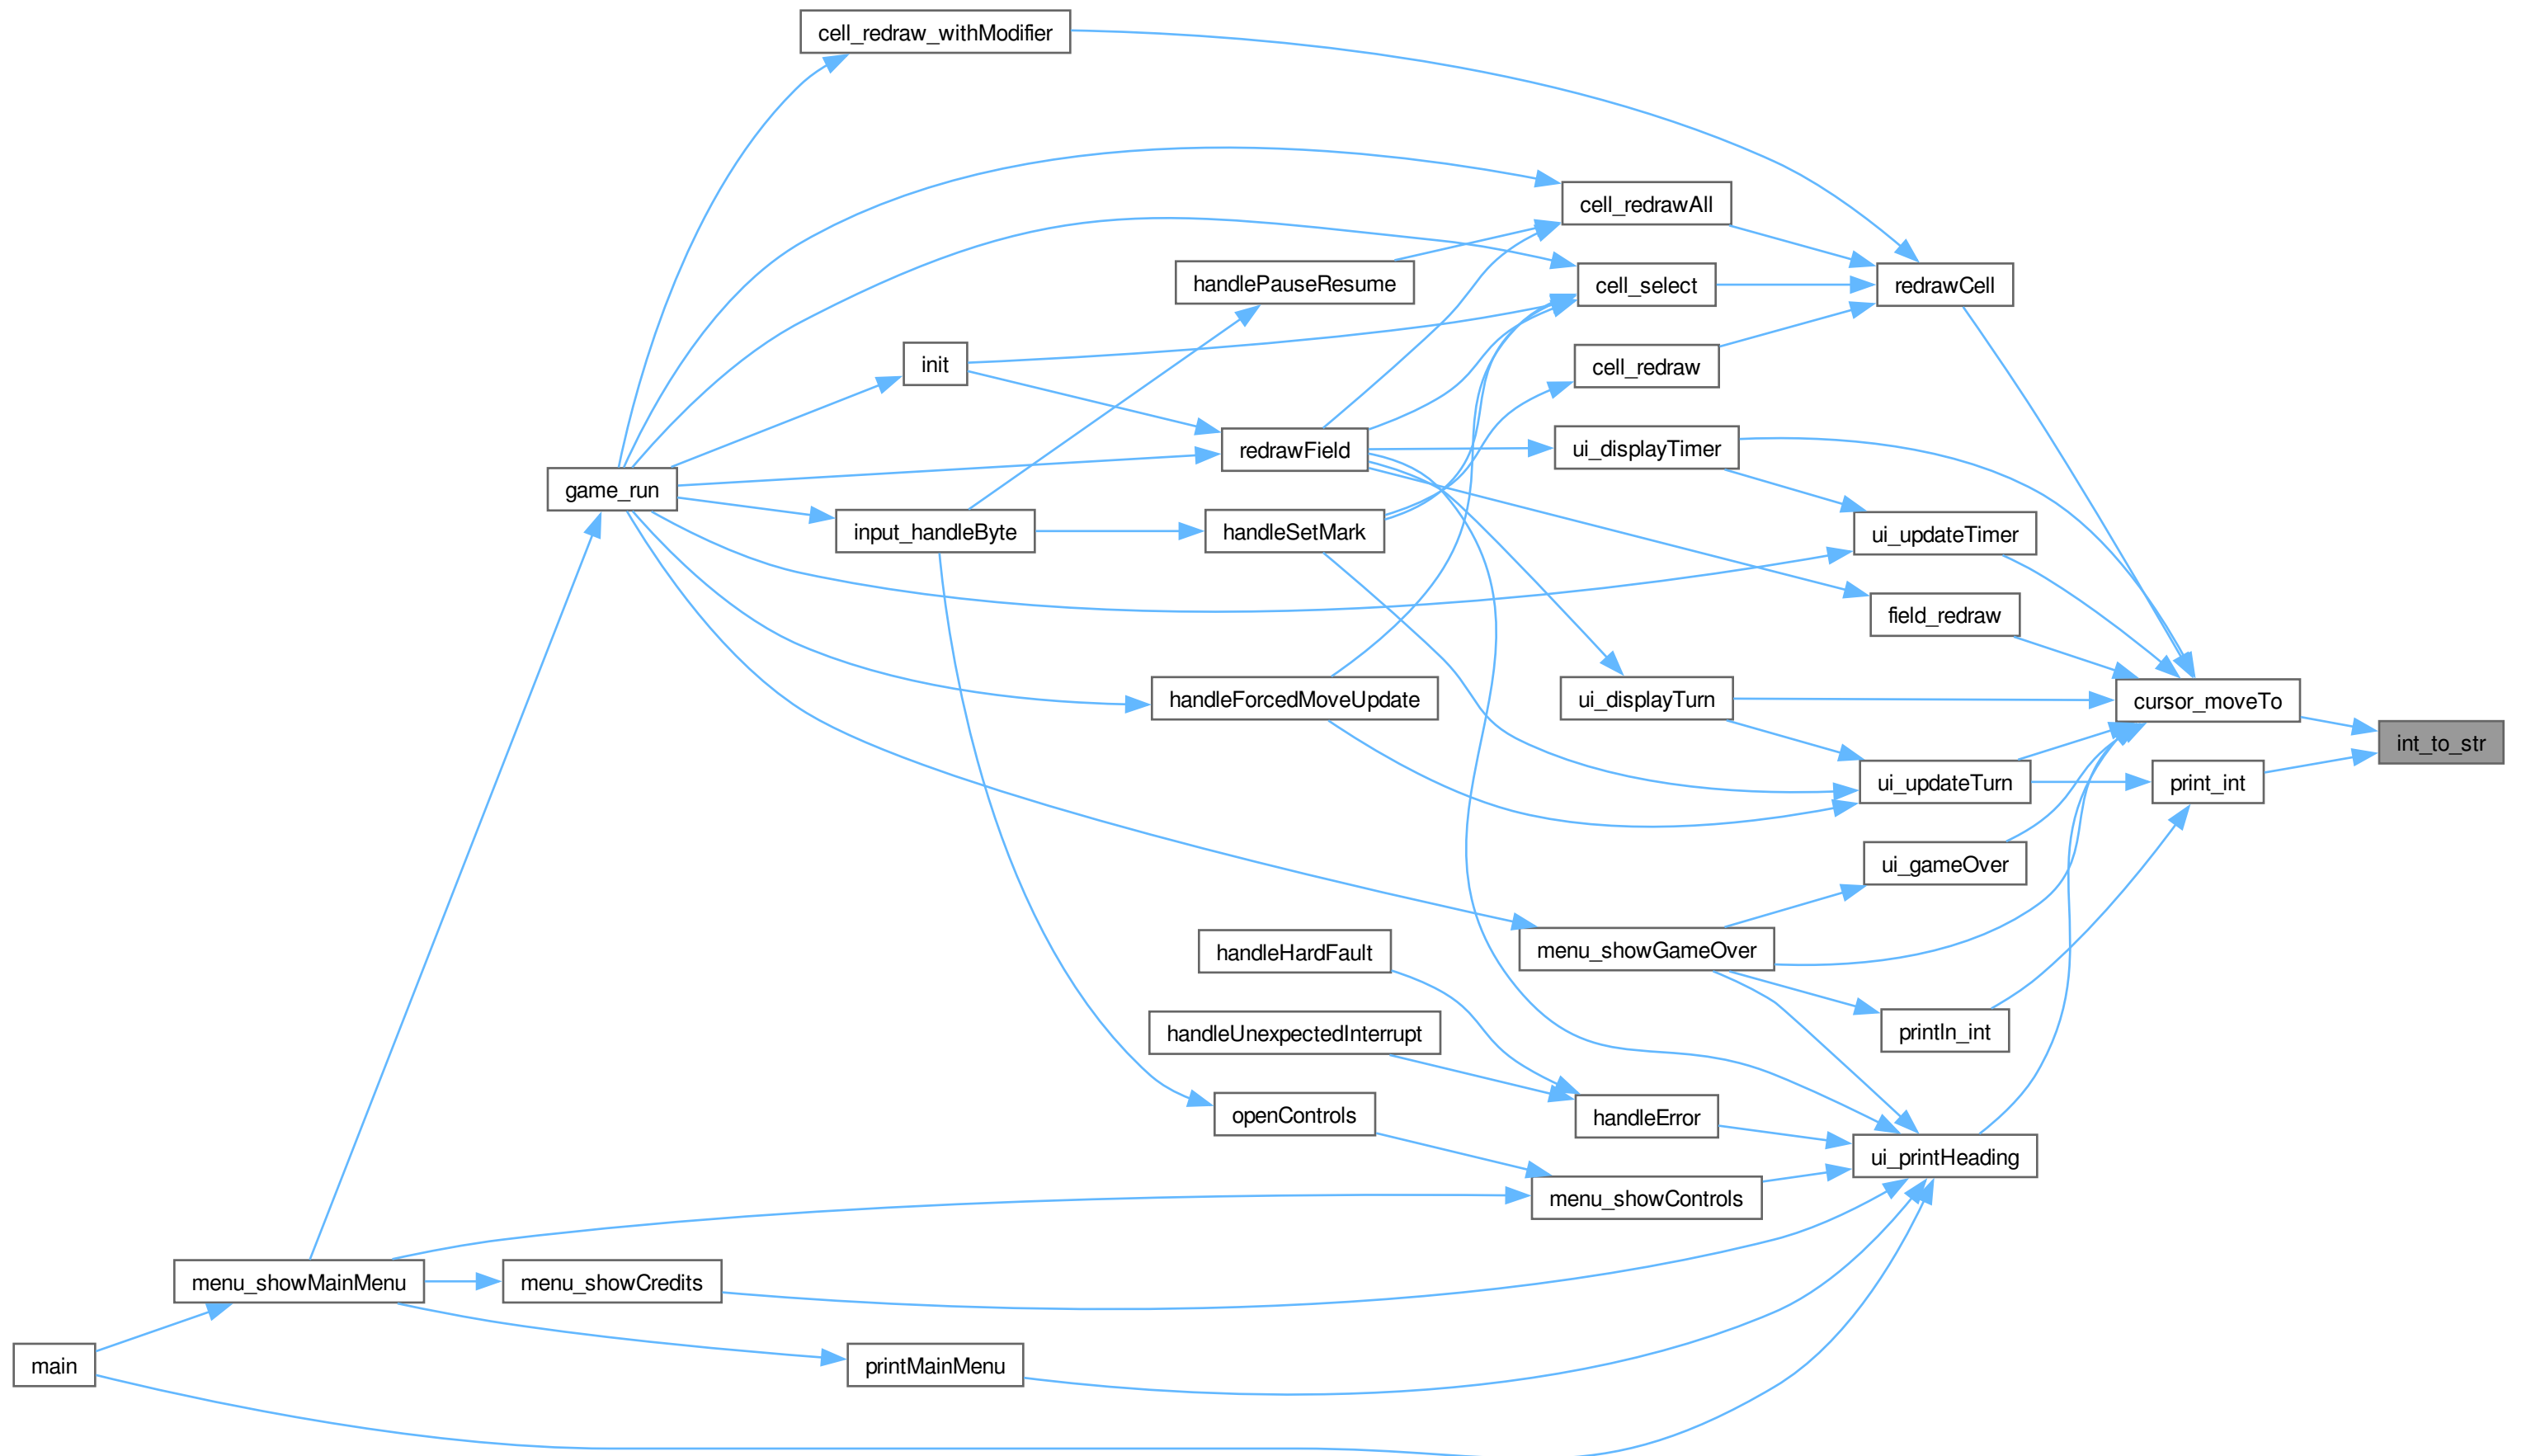 cell_redraw_withModifier
cell_redrawAll
handlePauseResume
cell_select
redrawCell
init
cell_redraw
redrawField
ui_displayTimer
game_run
input_handleByte
handleSetMark
ui_updateTimer
field_redraw
handleForcedMoveUpdate
ui_displayTurn
cursor_moveTo
int_to_str
ui_updateTurn
print_int
ui_gameOver
handleHardFault
menu_showGameOver
handleUnexpectedInterrupt
println_int
openControls
handleError
ui_printHeading
menu_showControls
menu_showMainMenu
menu_showCredits
main
printMainMenu